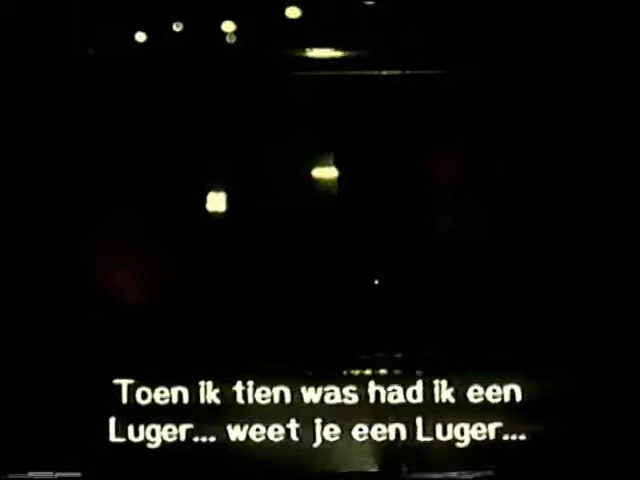 Toen ik tien was had ik een
Luger... weet je een Luger...